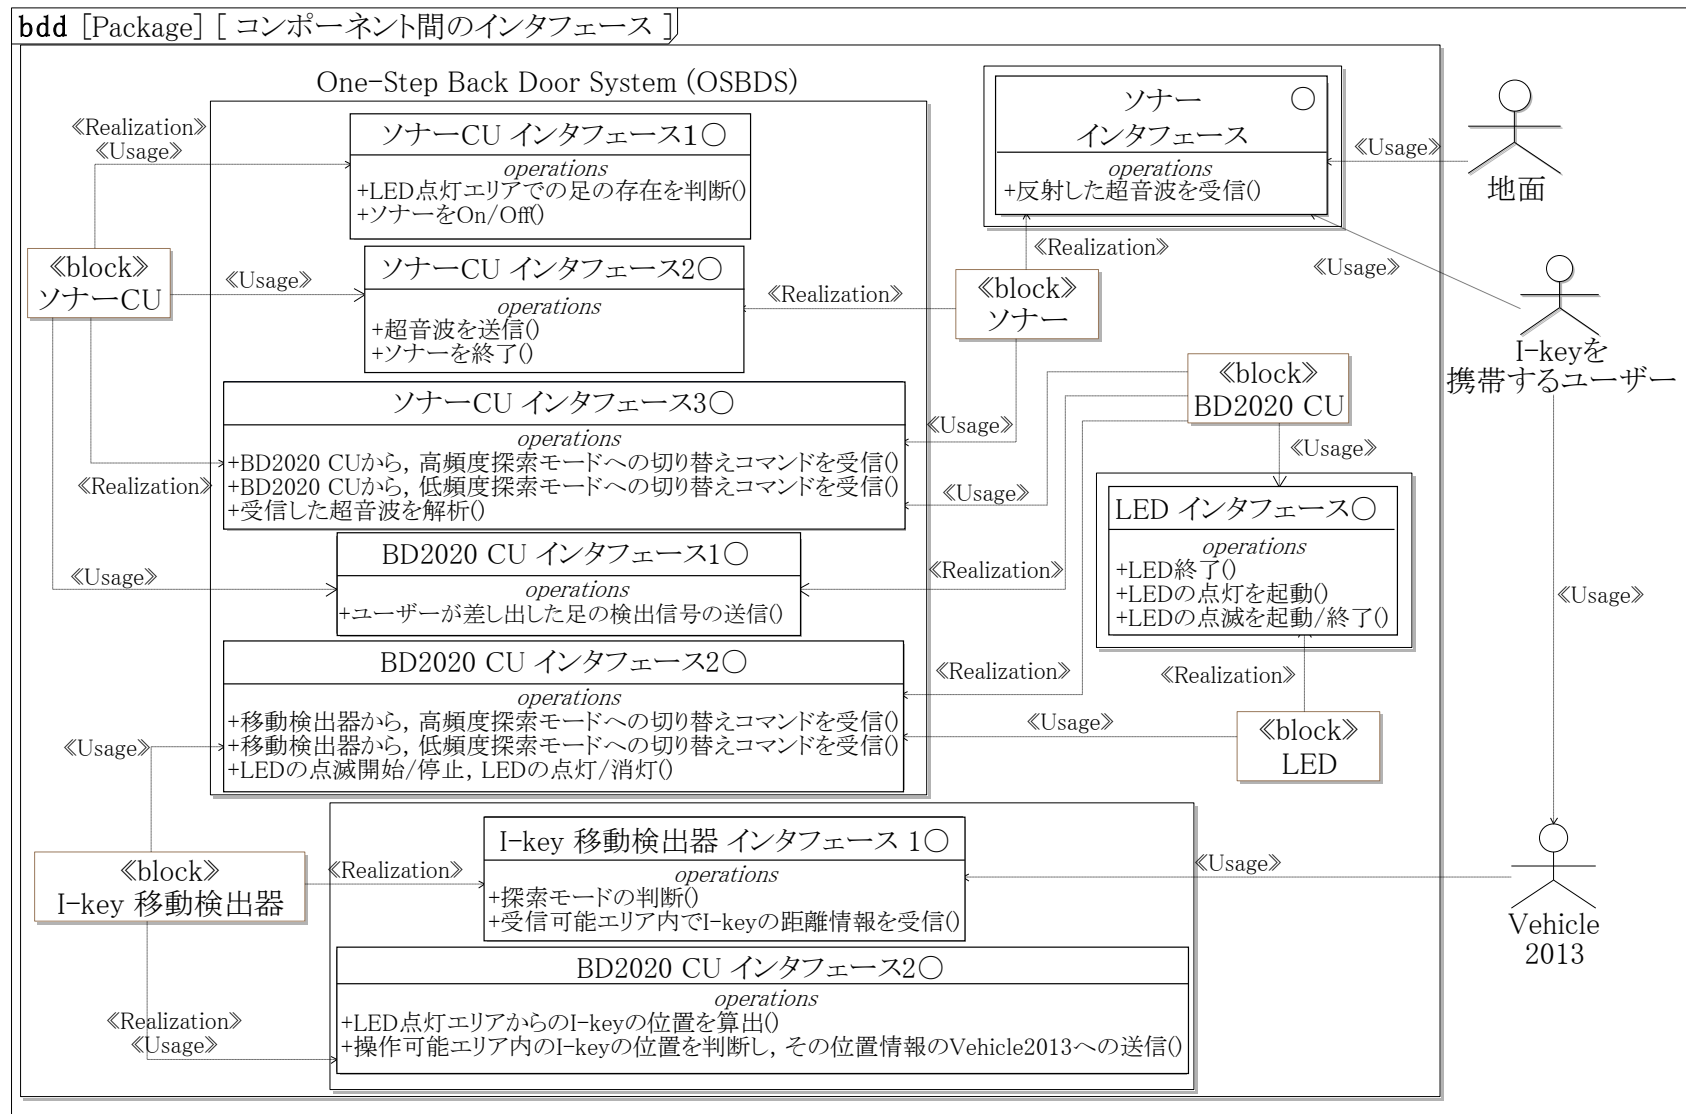 bdd [Package] [ コンポーネント間のインタフェース ]
One-Step Back Door System (OSBDS)
《Realization》
《Usage》
ソナーCU インタフェース1○
operations
+LED点灯エリアでの足の存在を判断()
+ソナーをOn/Off()
ソナー ○
インタフェース
operations
+反射した超音波を受信()
《Usage》
地面
《block》
ソナーCU
《Usage》
ソナーCU インタフェース2○
operations
+超音波を送信()
+ソナーを終了()
《Realization》
《Realization》
《block》
ソナー
《Usage》
I-keyを
携帯するユーザー
ソナーCU インタフェース3○
operations
+BD2020 CUから, 高頻度探索モードへの切り替えコマンドを受信()
+BD2020 CUから, 低頻度探索モードへの切り替えコマンドを受信()
+受信した超音波を解析()
《Realization》
《Usage》
《Usage》
《block》
BD2020 CU
《Usage》
LED インタフェース○
operations
+LED終了()
+LEDの点灯を起動()
+LEDの点滅を起動/終了()
《Usage》
BD2020 CU インタフェース1○
operations
+ユーザーが差し出した足の検出信号の送信()
《Realization》
《Usage》
BD2020 CU インタフェース2○
operations
+移動検出器から, 高頻度探索モードへの切り替えコマンドを受信()
+移動検出器から, 低頻度探索モードへの切り替えコマンドを受信()
+LEDの点滅開始/停止, LEDの点灯/消灯()
《Usage》
《Realization》
《Usage》
《Realization》
《block》
LED
《block》
I-key 移動検出器
《Realization》
I-key 移動検出器 インタフェース 1○
operations
+探索モードの判断()
+受信可能エリア内でI-keyの距離情報を受信()
《Usage》
Vehicle
2013
BD2020 CU インタフェース2○
operations
+LED点灯エリアからのI-keyの位置を算出()
+操作可能エリア内のI-keyの位置を判断し, その位置情報のVehicle2013への送信()
《Realization》
《Usage》